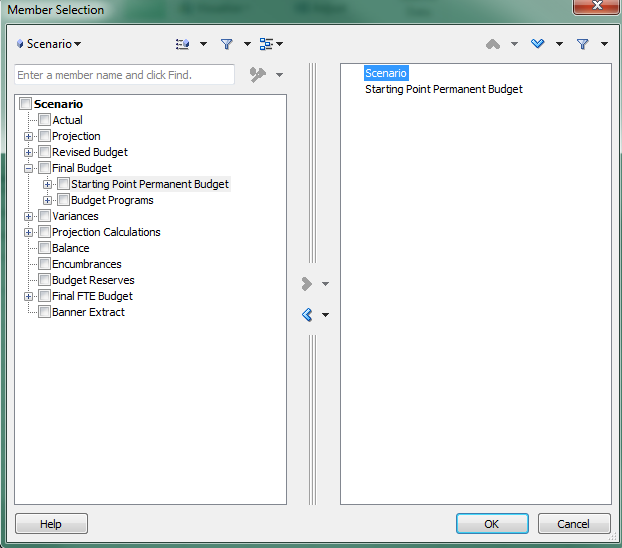 Member Selection
Scenario
Enter a member name and click Find.
Scenario
Actual
Projection
Revised Budget
Final Budget
Starting Point Permanent Budget
Budget Programs
Variances
Projection Calculations
Balance
Encumbrances
Budget Reserves
Final FTE Budget
Banner Extract
Scenario
Starting Point Permanent Budget
Help
OK
Cancel